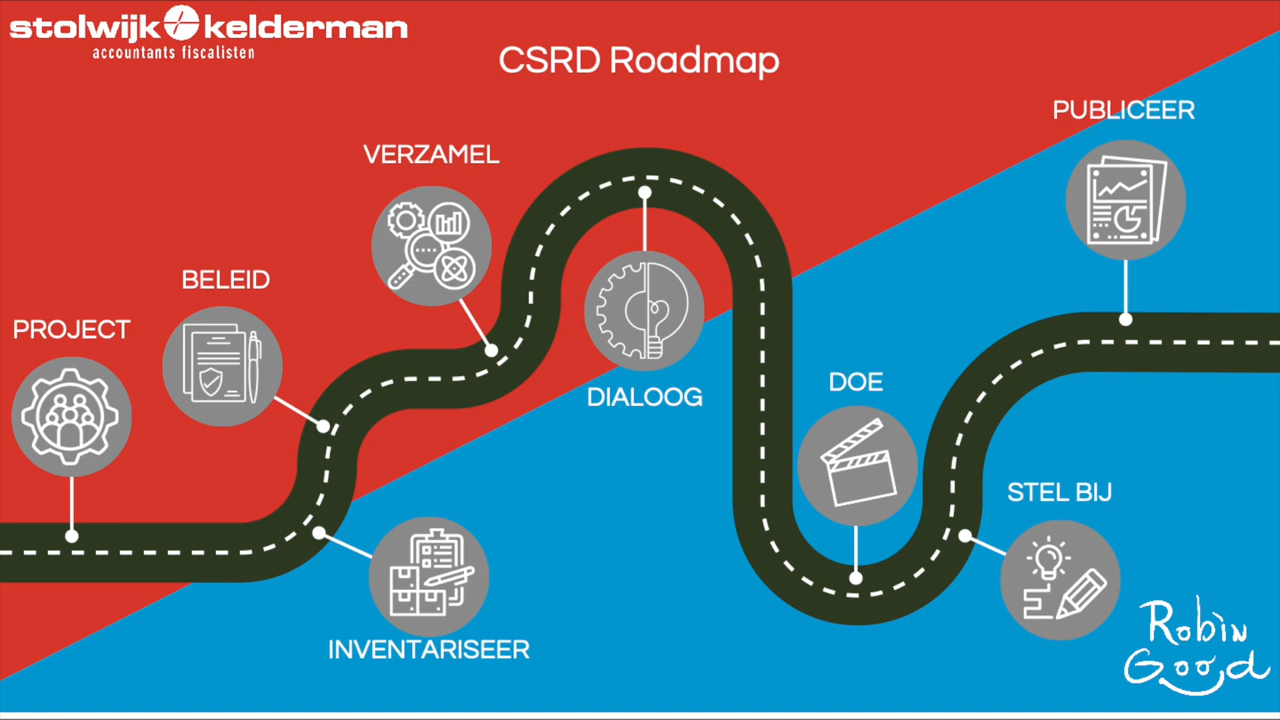 stolwijk kelderman
accountants fiscalisten
CSRD Roadmap
PROJECT
BELEID
INVENTARISEER
VERZAMEL
DIALOOG
DOE
STEL BIJ
PUBLICEER
Robin
Good